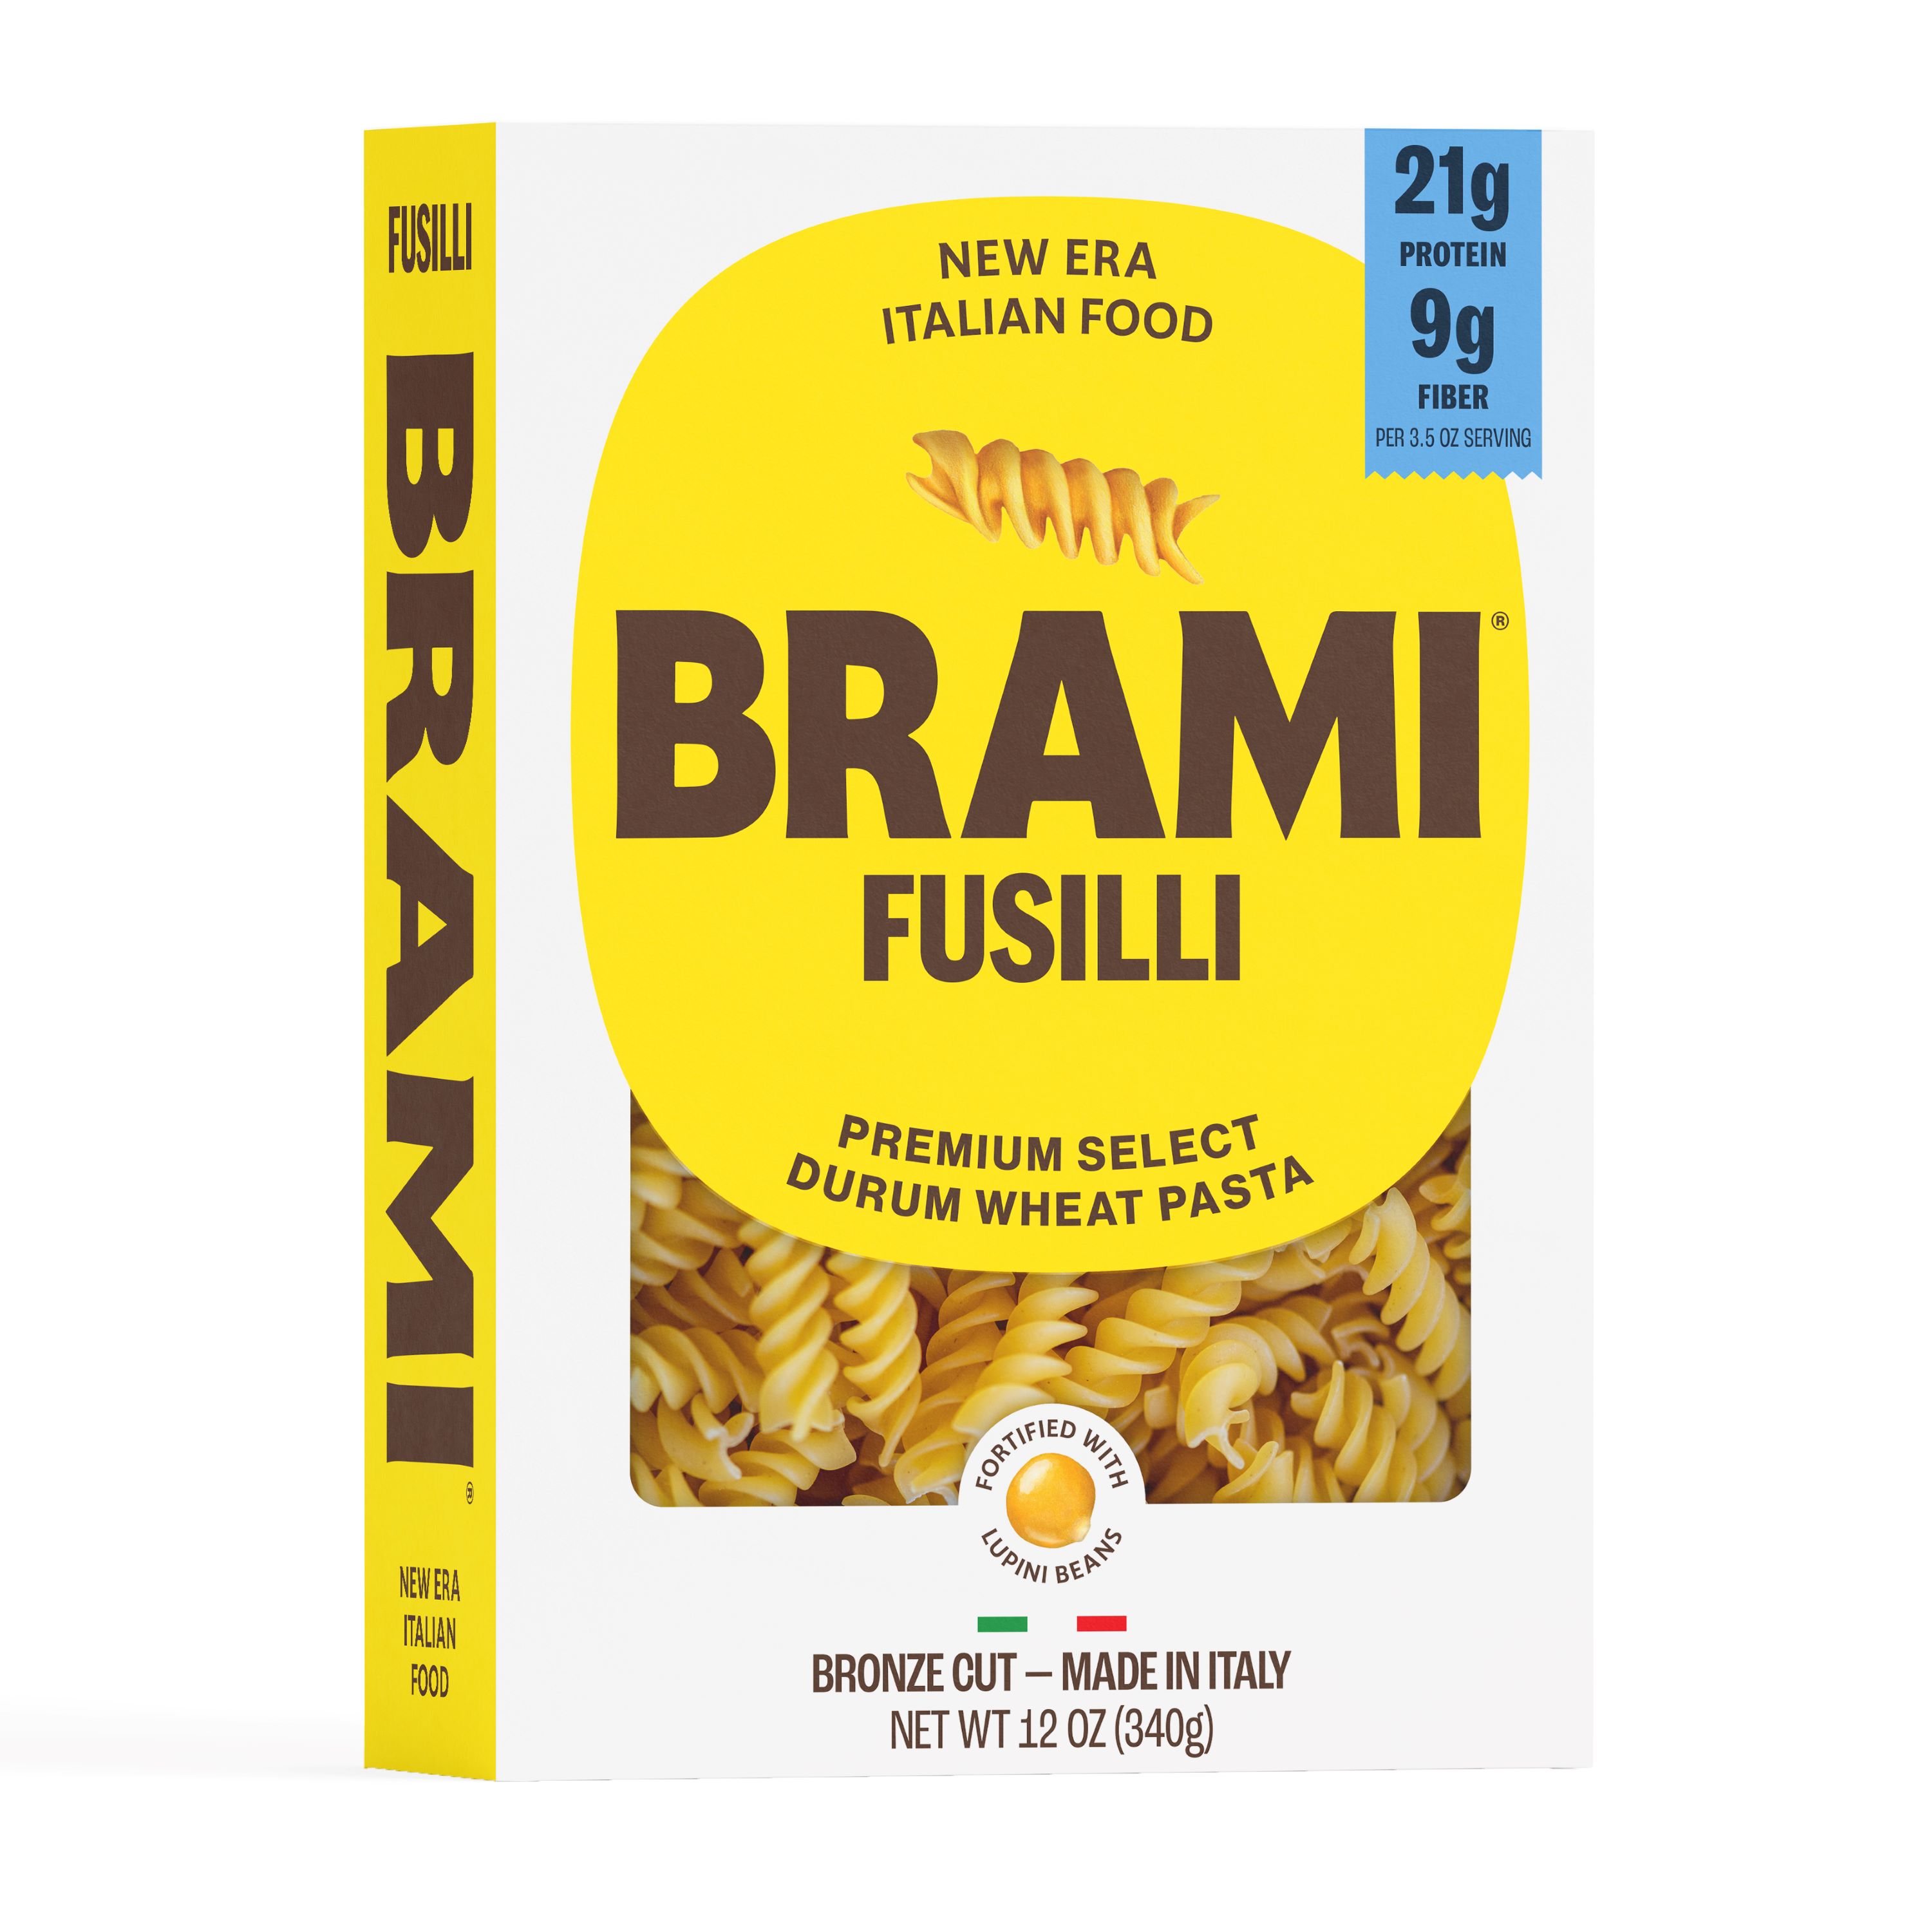 FUSILLI
BRAMI®
NEW ERA
ITALIAN
FOOD
21g
PROTEIN
9g
FIBER
PER 3.5 OZ SERVING
NEW ERA
ITALIAN FOOD
BRAMI®
FUSILLI
PREMIUM SELECT
DURUM WHEAT PASTA
FORTIFIED WITH
LUPINI BEANS
BRONZE CUT — MADE IN ITALY
NET WT 12 OZ (340g)